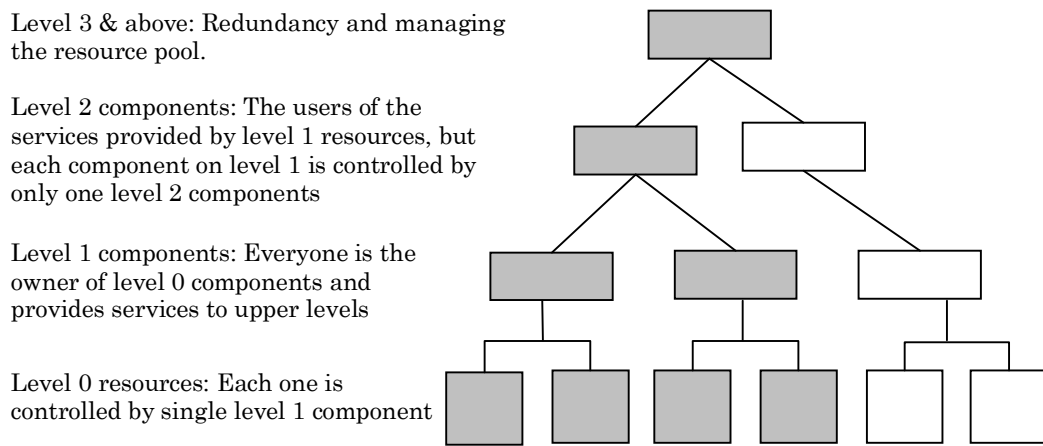 Level 3 & above: Redundancy and managing
the resource pool.
Level 2 components: The users of the
services provided by level 1 resources, but
each component on level 1 is controlled by
only one level 2 components
Level 1 components: Everyone is the
owner of level 0 components and
provides services to upper levels
Level 0 resources: Each one is
controlled by single level 1 component